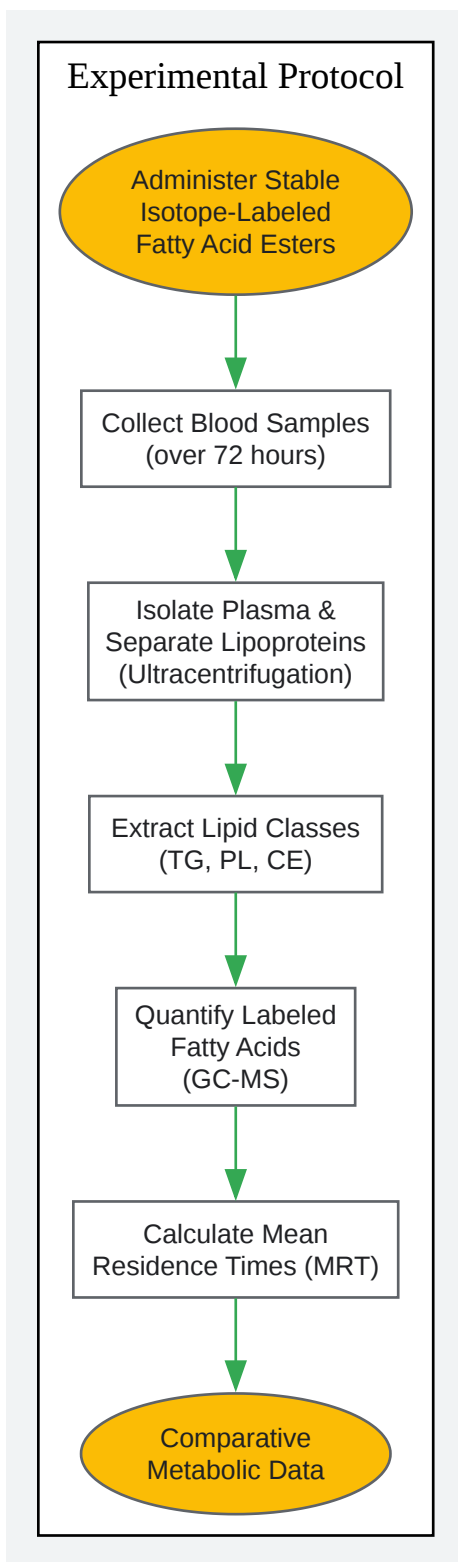 Experimental Protocol
Administer Stable
Isotope-Labeled
Fatty Acid Esters
Collect Blood Samples
(over 72 hours)
Isolate Plasma &
Separate Lipoproteins
(Ultracentrifugation)
Extract Lipid Classes
(TG, PL, CE)
Quantify Labeled
Fatty Acids
(GC-MS)
Calculate Mean
Residence Times (MRT)
Comparative
Metabolic Data